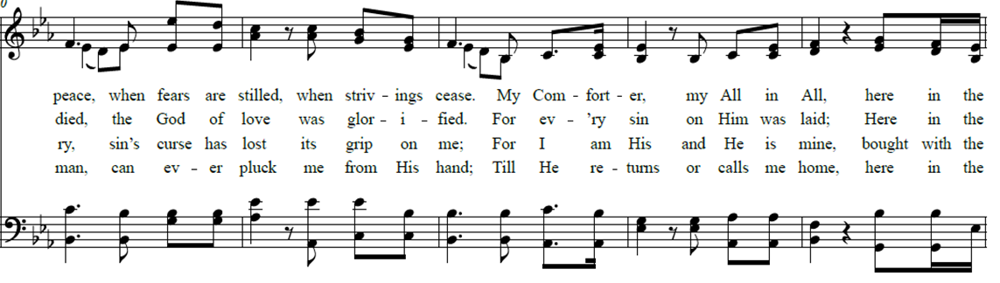 peace, when fears are stilled, when striv – ings cease. My Com – fort – er, my All in All, here in the
died, the God of love was glor – i – fied. For ev – 'ry sin on Him was laid; Here in the
ry, sin's curse has lost its grip on me; For I am His and He is mine, bought with the
man, can ev – er pluck me from His hand; Till He re – turns or calls me home, here in the